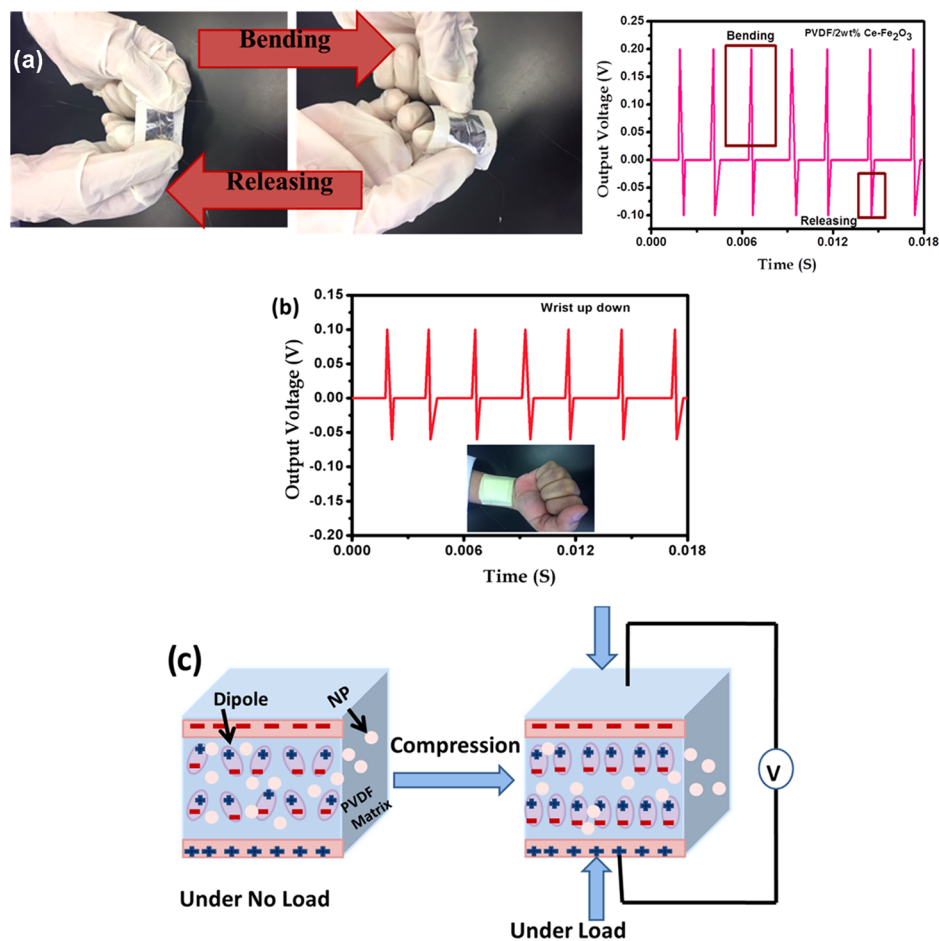 (a)
Bending
Releasing
0.25
0.20
0.15
0.10
0.05
0.00
-0.05
-0.10
Output Voltage (V)
Bending
PVDF/2wt% Ce-Fe₂O₃
Releasing
0.000 0.006 0.012 0.018
Time (S)
(b)
0.15
0.10
0.05
0.00
-0.05
-0.10
-0.15
-0.20
Output Voltage (V)
Wrist up down
0.000 0.006 0.012 0.018
Time (S)
(c)
Dipole
NP
PVDF
Matrix
Compression
V
Under No Load
Under Load